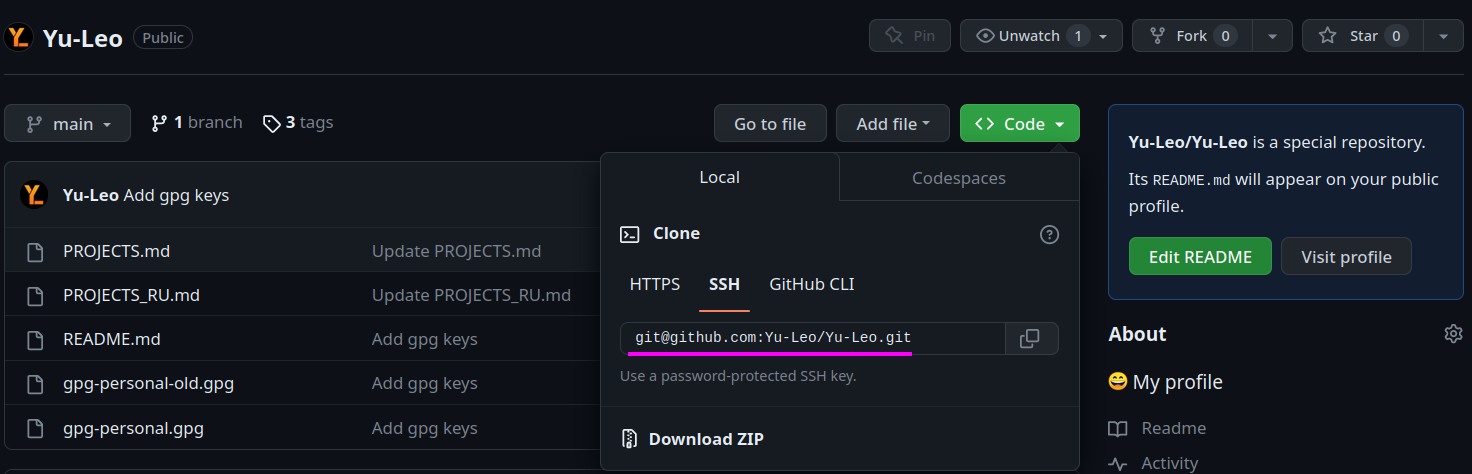 Yu-Leo Public Pin Unwatch 1 Fork 0 Star 0
main 1 branch 3 tags Go to file Add file Code
Yu-Leo Add gpg keys
PROJECTS.md Update PROJECTS.md
PROJECTS_RU.md Update PROJECTS_RU.md
README.md Add gpg keys
gpg-personal-old.gpg Add gpg keys
gpg-personal.gpg Add gpg keys
Local Codespaces
Clone
HTTPS SSH GitHub CLI
git@github.com:Yu-Leo/Yu-Leo.git
Use a password-protected SSH key.
Download ZIP
Yu-Leo/Yu-Leo is a special repository.
Its README.md will appear on your public
profile.
Edit README Visit profile
About
😄 My profile
Readme
Activity